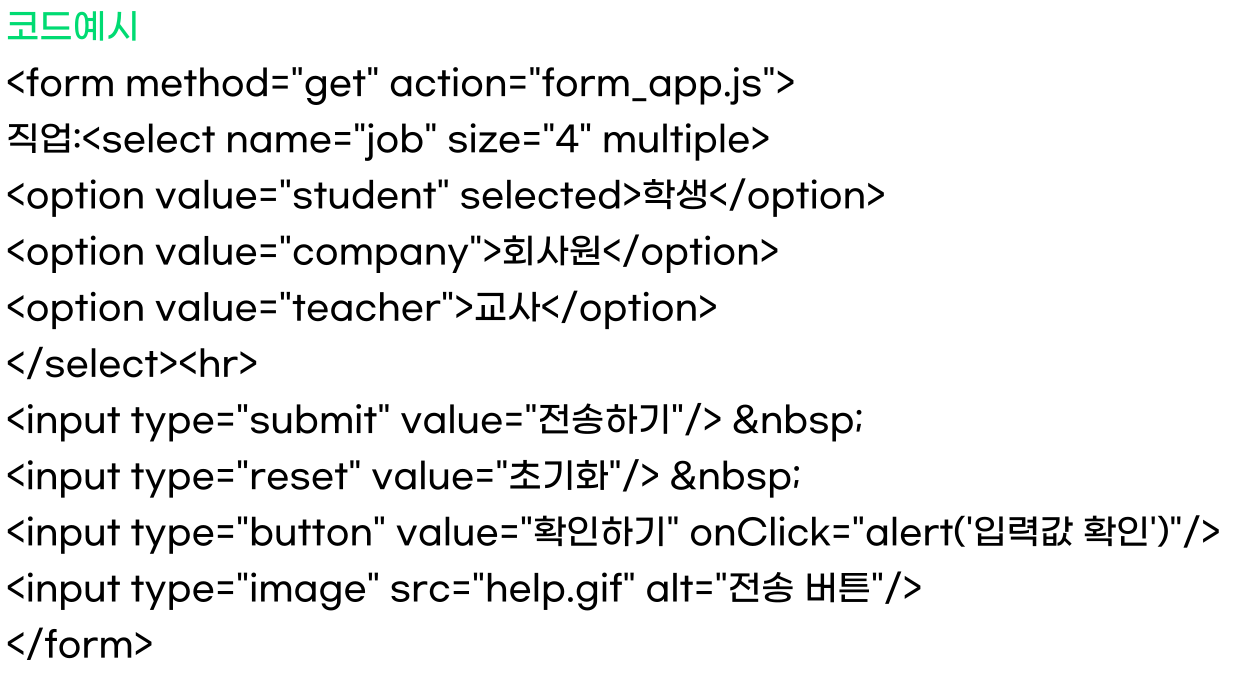 코드예시
<form method="get" action="form_app.js">
직업:<select name="job" size="4" multiple>
<option value="student" selected>학생</option>
<option value="company">회사원</option>
<option value="teacher">교사</option>
</select><hr>
<input type="submit" value="전송하기"/> &nbsp;
<input type="reset" value="초기화"/> &nbsp;
<input type="button" value="확인하기" onClick="alert('입력값 확인')"/>
<input type="image" src="help.gif" alt="전송 버튼"/>
</form>